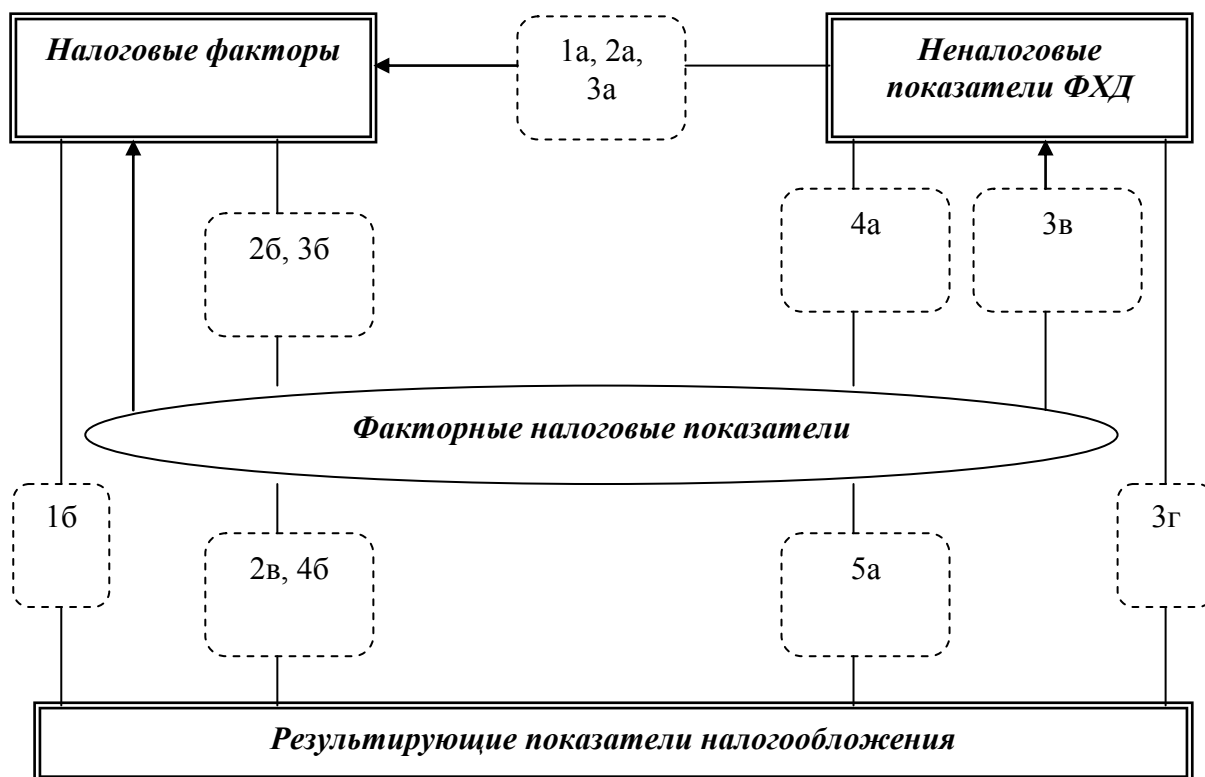 Налоговые факторы
1а, 2а,
3а
Неналоговые
показатели ФХД
2б, 3б
4а
3в
Факторные налоговые показатели
1б
2в, 4б
5а
3г
Результирующие показатели налогообложения